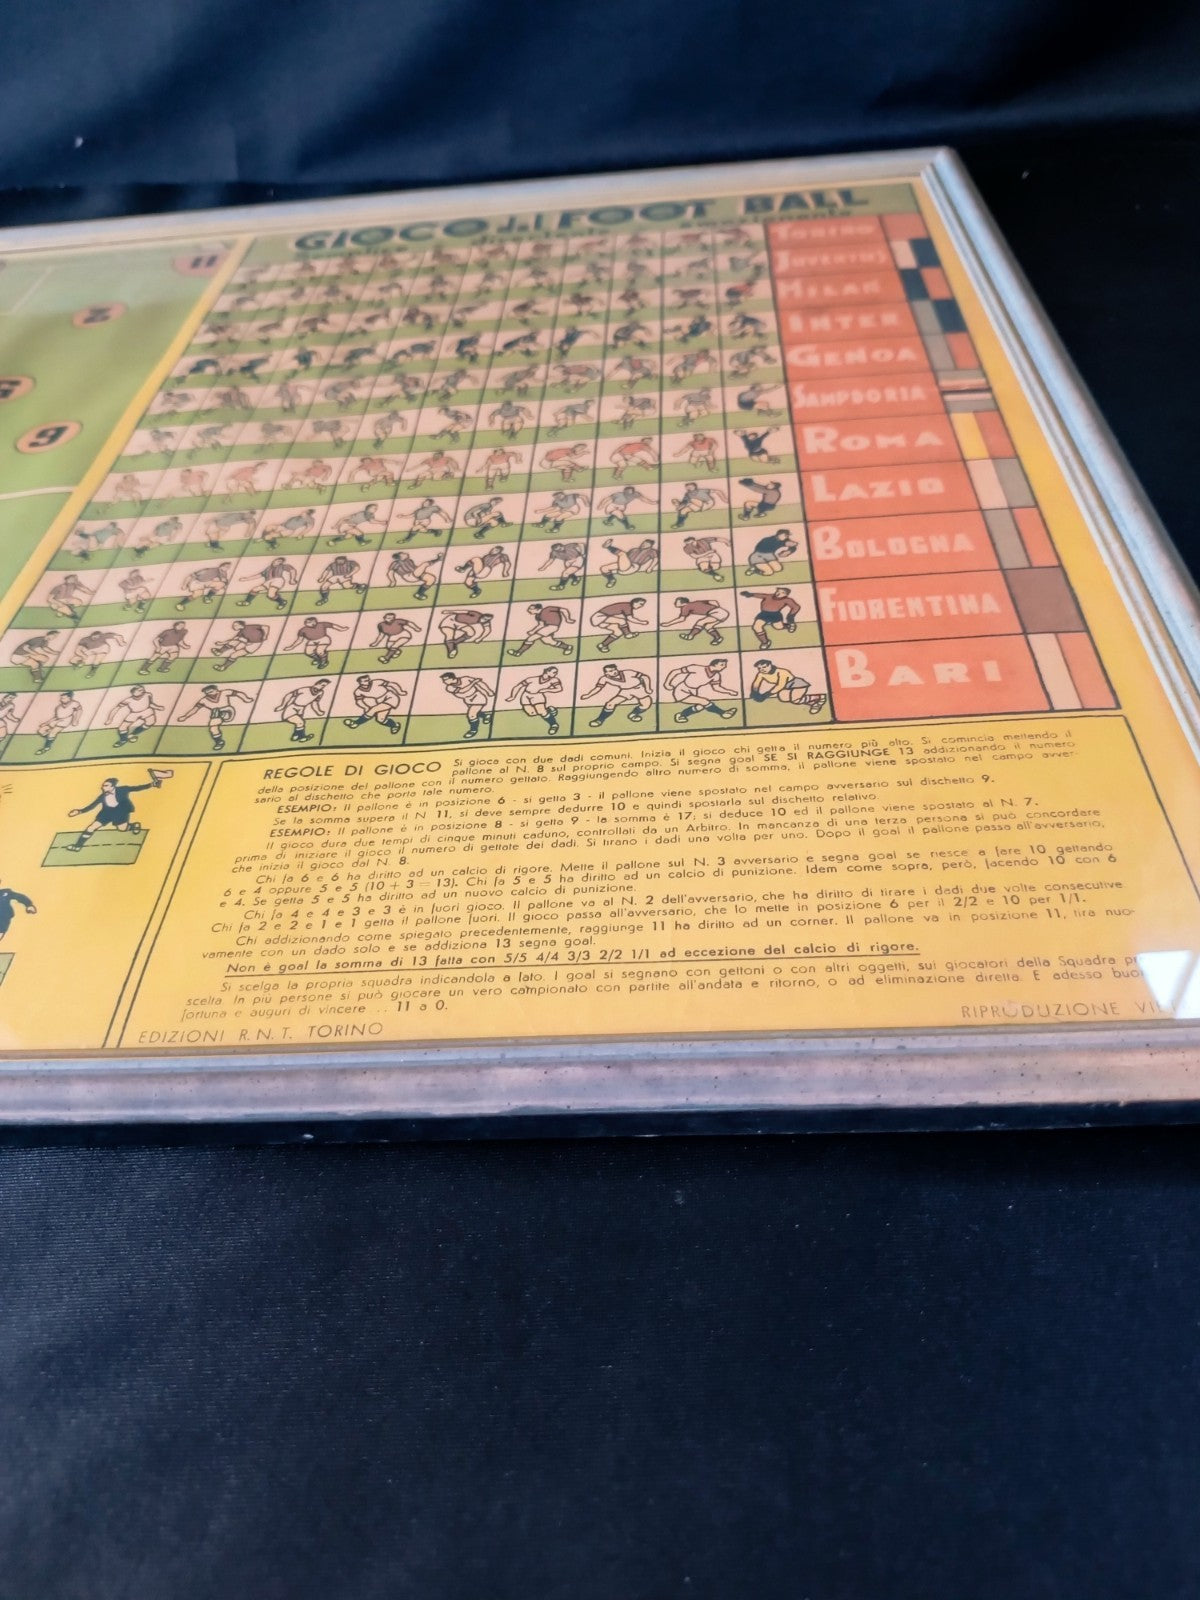 GIOCO del FOOT BALL
11
2
6
TORINO
JUVENTUS
MILAN
INTER
GENOA
SAMPDORIA
ROMA
LAZIO
BOLOGNA
FIORENTINA
BARI
REGOLE DI GIOCO Si gioca con due dadi comuni. Inizia il gioco chi getta il numero più alto. Si comincia mettendo il
pallone al N. 8 sul proprio campo. Si segna goal SE SI RAGGIUNGE 13 addizionando il numero
della posizione del pallone con il numero gettato. Raggiungendo altro numero di somma, il pallone viene spostato nel campo avver-
sario al dischetto che porta tale numero.
ESEMPIO: Il pallone è in posizione 6 - si getta 3 - il pallone viene spostato nel campo avversario sul dischetto 9.
Se la somma supera il N 11, si deve sempre dedurre 10 e quindi spostarla sul dischetto relativo.
ESEMPIO: Il pallone è in posizione 8 - si getta 9 - la somma è 17; si deduce 10 ed il pallone viene spostato al N. 7.
Il gioco dura due tempi di cinque minuti caduno, controllati da un Arbitro. In mancanza di una terza persona si può concordare
prima di iniziare il gioco il numero di gettate dei dadi. Si tirano i dadi una volta per uno. Dopo il goal il pallone passa all'avversario,
che inizia il gioco dal N. 8.
Chi fa 6 e 6 ha diritto ad un calcio di rigore. Mette il pallone sul N. 3 avversario e segna goal se riesce a fare 10 gettando
6 e 4 oppure 5 e 5 (10 + 3 = 13). Chi fa 5 e 5 ha diritto ad un calcio di punizione. Idem come sopra, però, facendo 10 con 6
e 4. Se getta 5 e 5 ha diritto ad un nuovo calcio di punizione.
Chi fa 4 e 4 e 3 e 3 è in fuori gioco. Il pallone va al N. 2 dell'avversario, che ha diritto di tirare i dadi due volte consecutive
Chi fa 2 e 2 e 1 e 1 getta il pallone fuori. Il gioco passa all'avversario, che lo mette in posizione 6 per il 2/2 e 10 per 1/1.
Chi addizionando come spiegato precedentemente, raggiunge 11 ha diritto ad un corner. Il pallone va in posizione 11, tira nuo-
vamente con un dado solo e se addiziona 13 segna goal.
Non è goal la somma di 13 fatta con 5/5 4/4 3/3 2/2 1/1 ad eccezione del calcio di rigore.
Si scelga la propria squadra indicandola a lato. I goal si segnano con gettoni o con altri oggetti, sui giocatori della Squadra
scelta. In più persone si può giocare un vero campionato con partite all'andata e ritorno, o ad eliminazione diretta. E adesso
fortuna e auguri di vincere .. 11 a 0.
EDIZIONI R.N.T. TORINO
RIPRODUZIONE